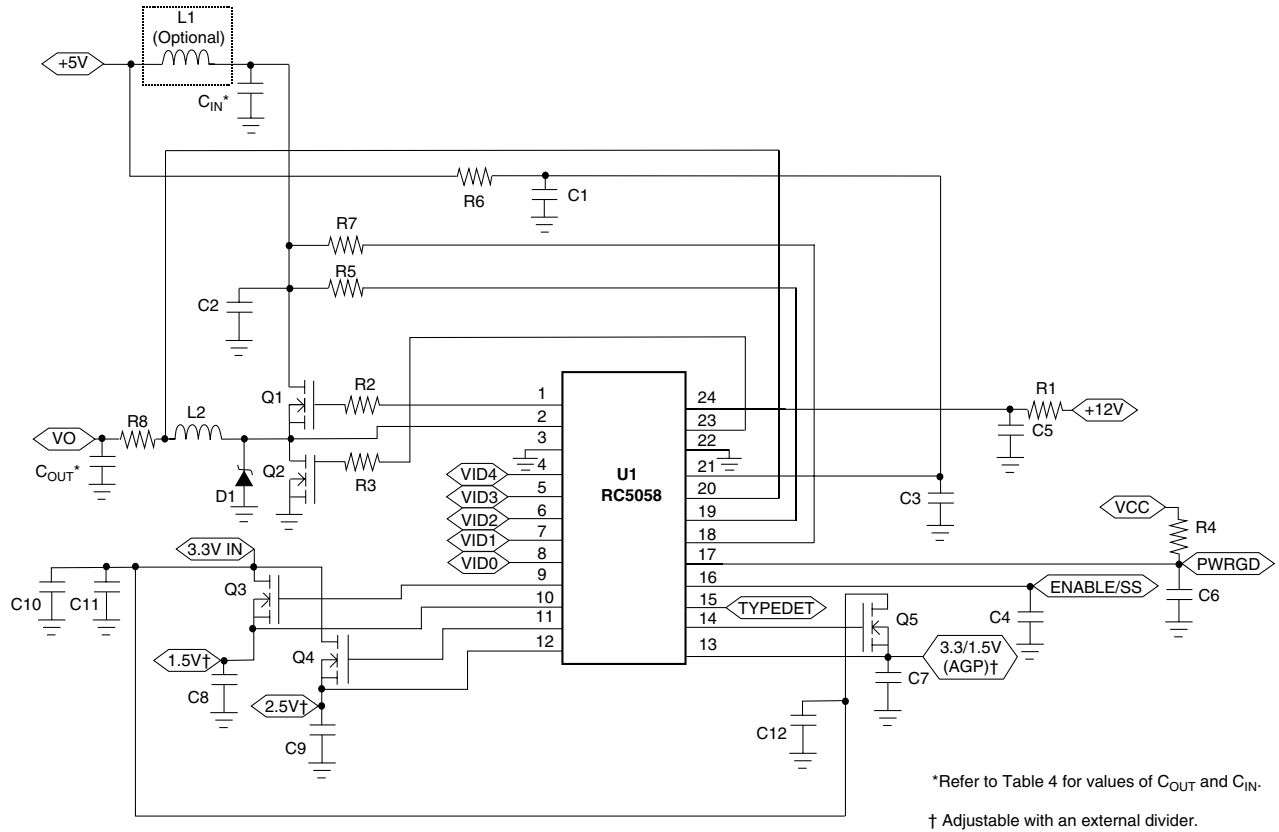 L1
(Optional)
+5V
CIN*
R6
C1
R7
R5
C2
Q1
R2
1
24
R1
+12V
2
23
C5
VO
R8
L2
3
22
COUT*
D1
Q2
R3
4
U1
RC5058
21
VID4
5
20
C3
VID3
6
19
VCC
VID2
7
18
R4
VID1
8
17
PWRGD
VID0
3.3V IN
9
16
ENABLE/SS
C10
C11
Q3
10
15
TYPEDET
C4
C6
11
14
Q5
1.5V†
Q4
12
13
3.3/1.5V
(AGP)†
C8
C7
2.5V†
C9
C12
*Refer to Table 4 for values of COUT and CIN.
† Adjustable with an external divider.